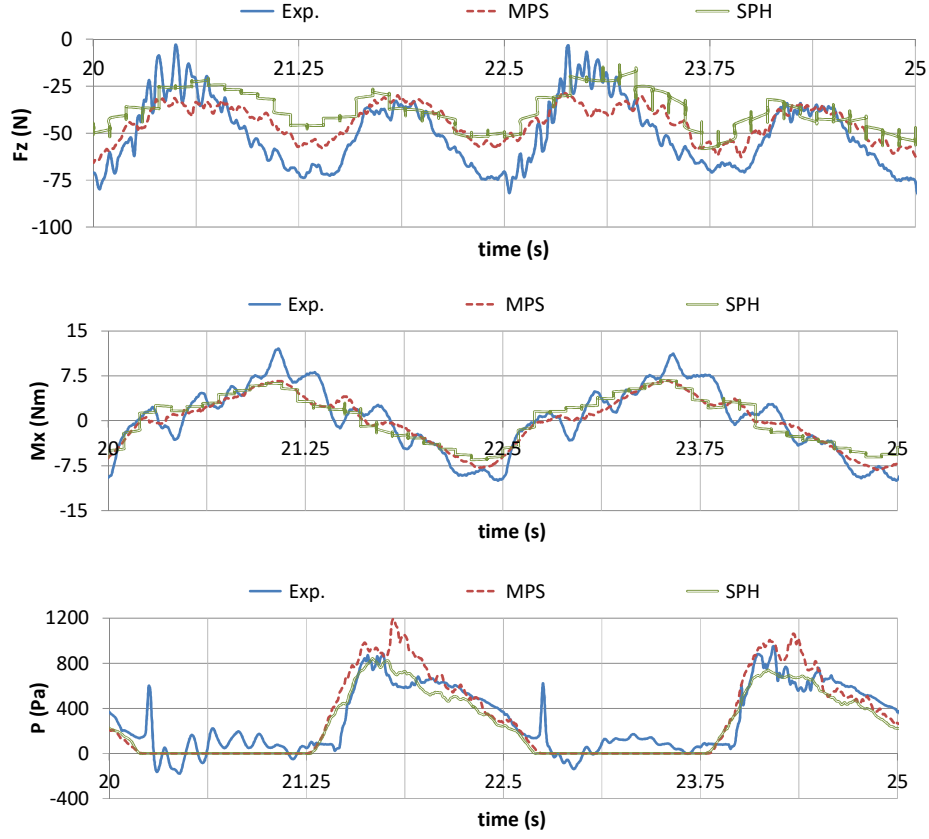 Exp. MPS SPH
0
20 21.25 22.5 23.75 25
-25
-50
-75
-100
Fz (N)
time (s)
Exp. MPS SPH
15
7.5
0
20 21.25 22.5 23.75 25
-7.5
-15
Mx (Nm)
time (s)
Exp. MPS SPH
1200
800
400
0
20 21.25 22.5 23.75 25
-400
P (Pa)
time (s)